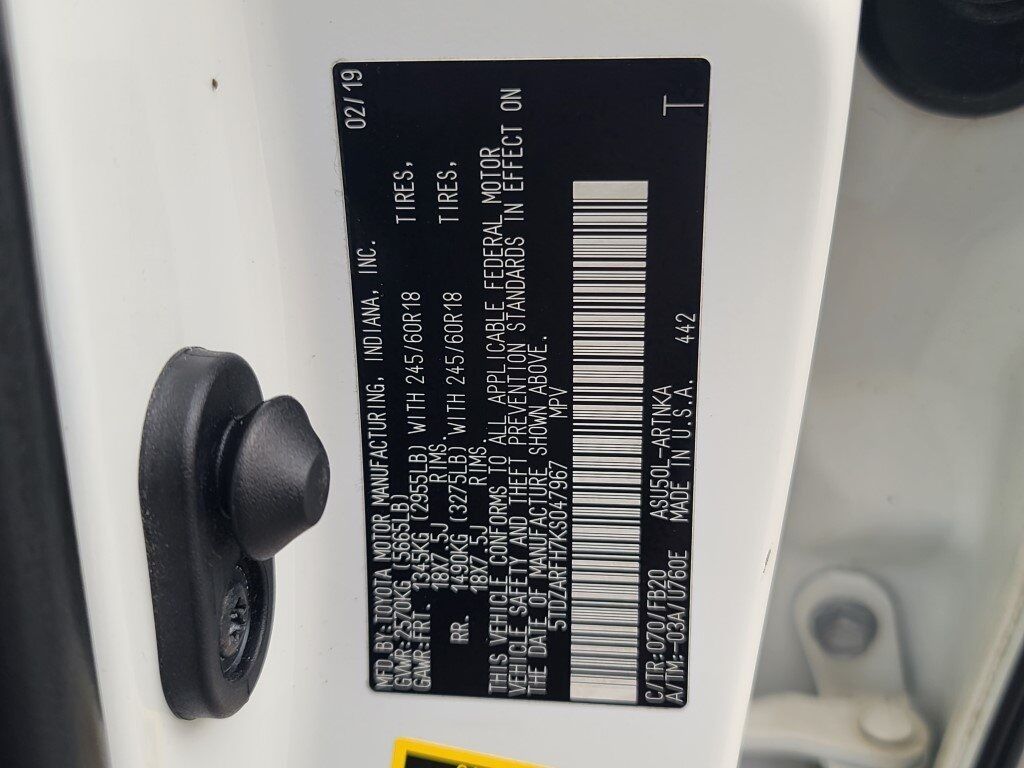 MFD.BY:TOYOTA MOTOR MANUFACTURING, INDIANA, INC. 02/19
GVWR:2570KG (5665LB)
GAWR:FRT. 1345KG (2955LB) WITH 245/60R18 TIRES,
18X7.5J RIMS.
RR. 1490KG (3275LB) WITH 245/60R18 TIRES,
18X7.5J RIMS.
THIS VEHICLE CONFORMS TO ALL APPLICABLE FEDERAL MOTOR
VEHICLE SAFETY AND THEFT PREVENTION STANDARDS IN EFFECT ON
THE DATE OF MANUFACTURE SHOWN ABOVE.
5TDZARFH7KS047967 MPV
C/TR:070/FB20 ASU50L-ARTNKA 442 T
A/TM:-03A/U760E MADE IN U.S.A.